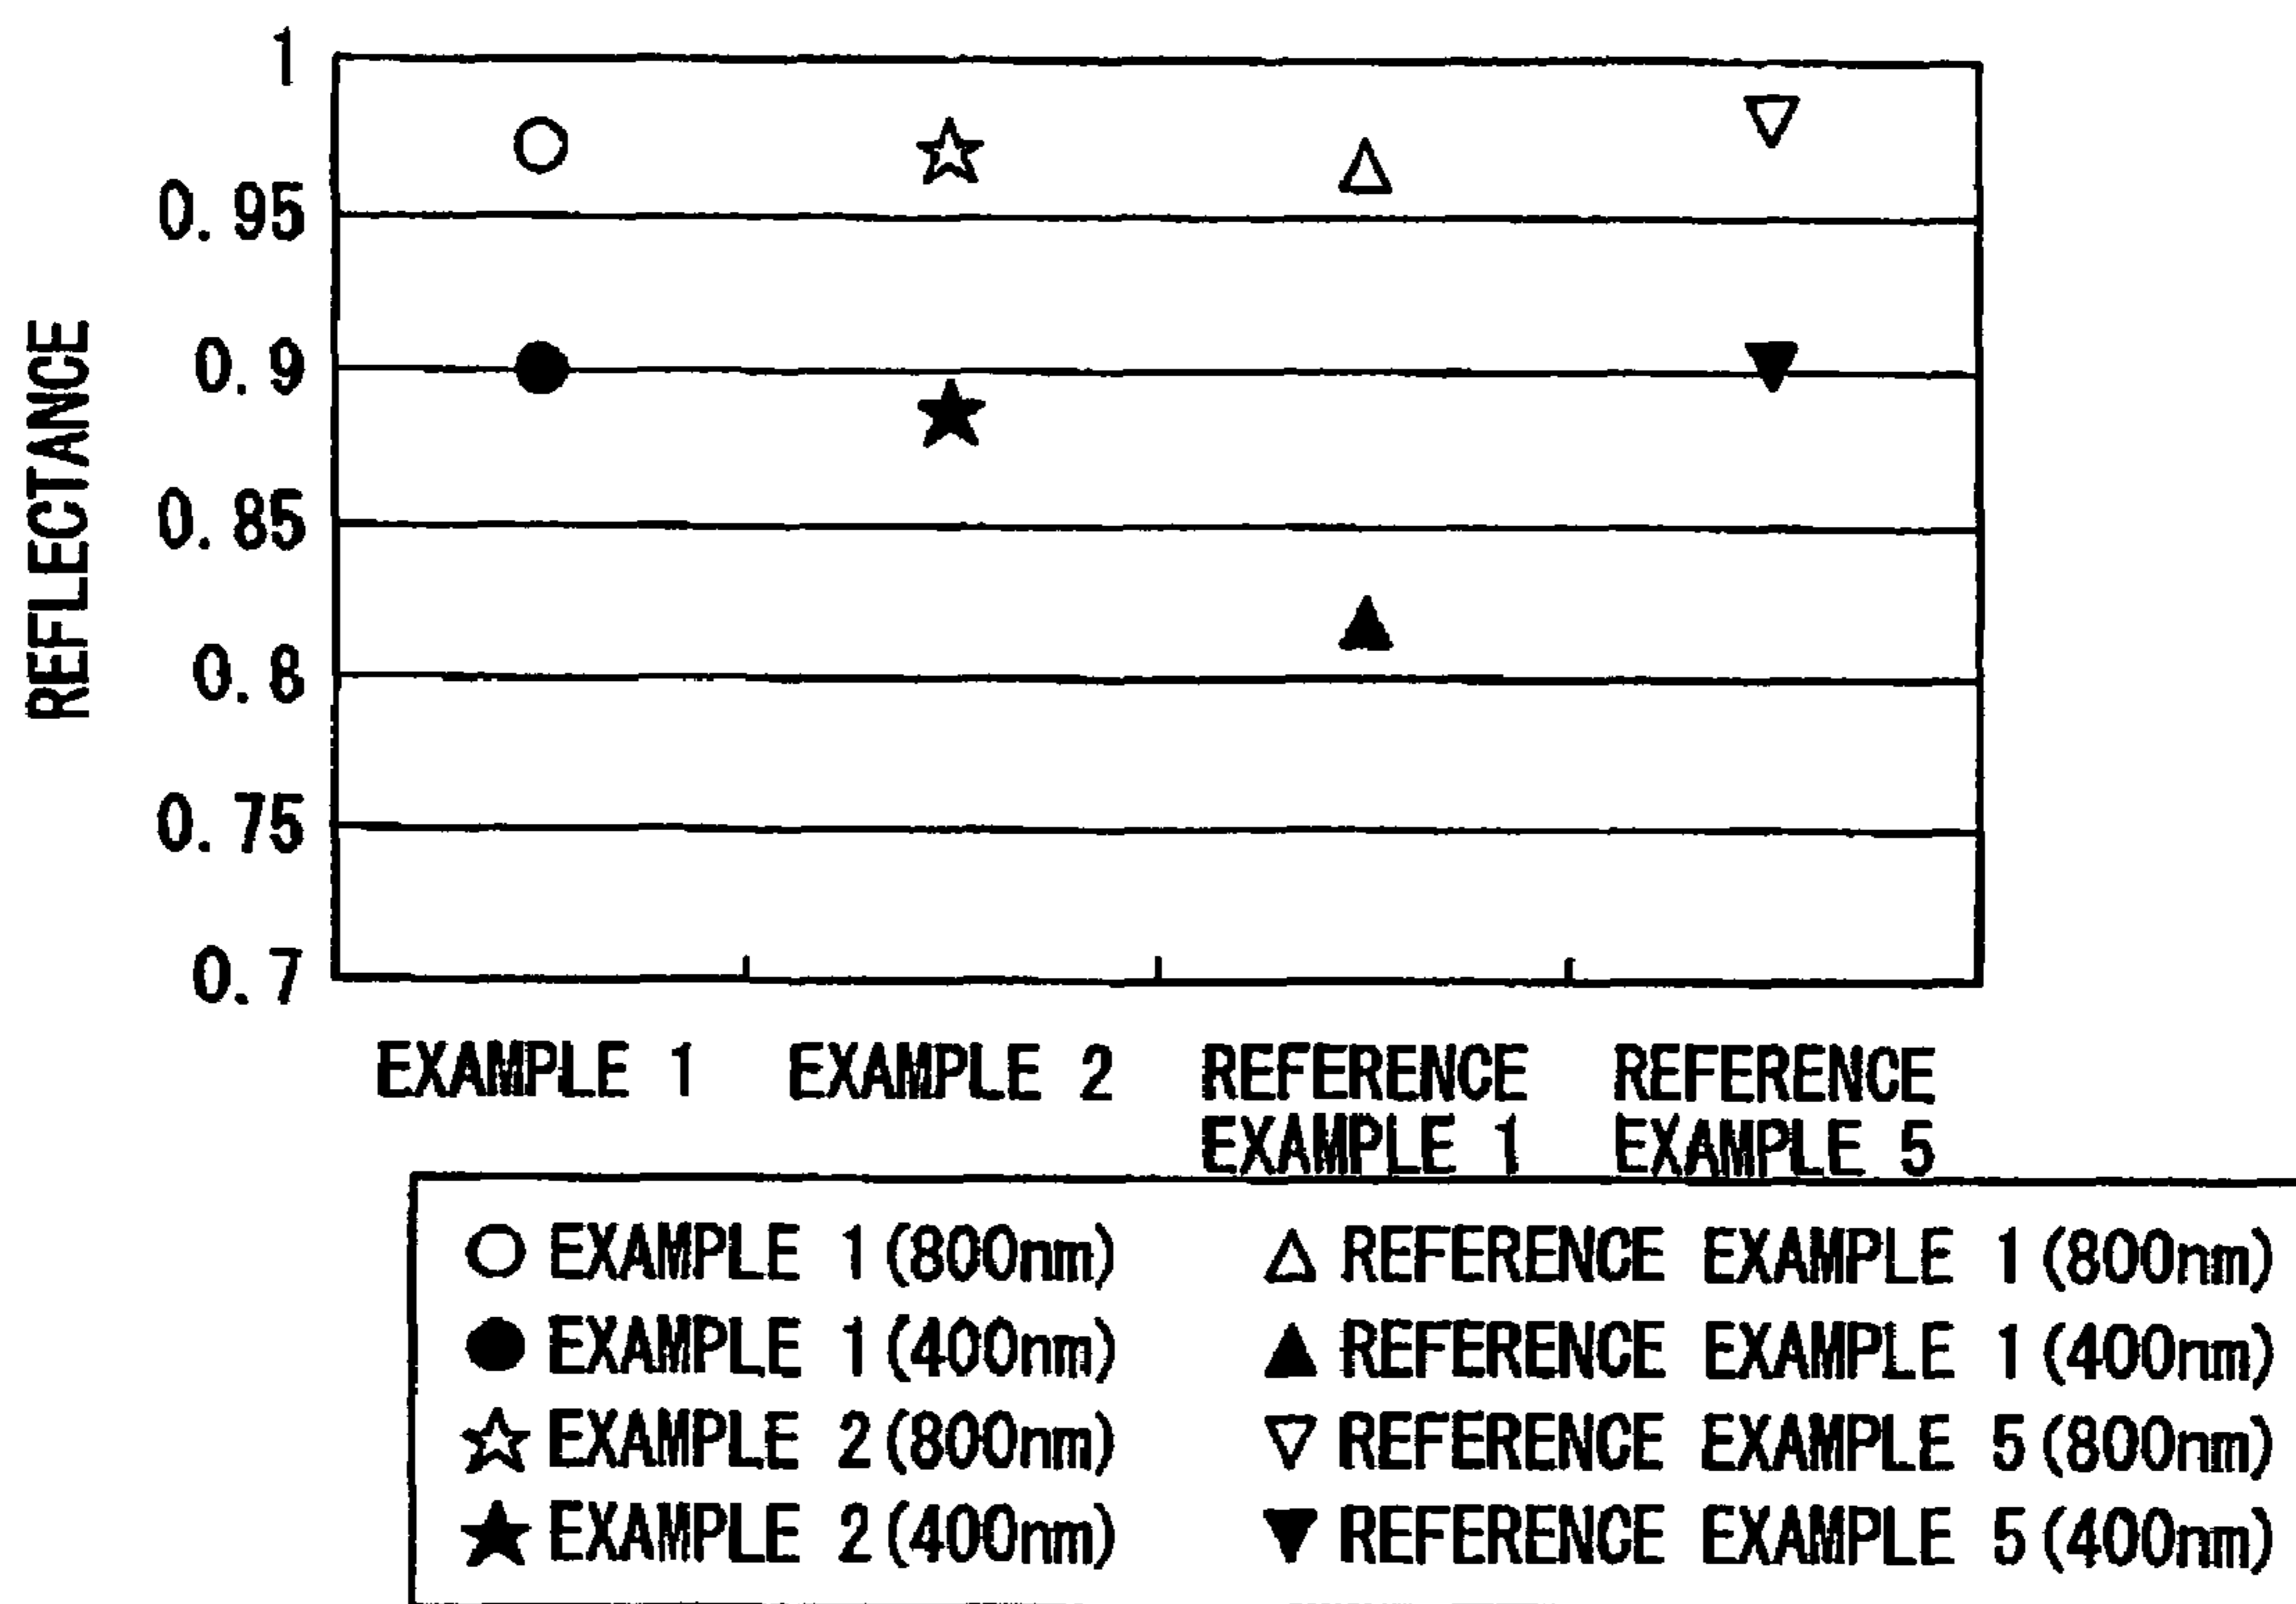 REFLECTANCE
1
0.95
0.9
0.85
0.8
0.75
0.7
EXAMPLE 1
EXAMPLE 2
REFERENCE
EXAMPLE 1
REFERENCE
EXAMPLE 5
EXAMPLE 1(800nm)
EXAMPLE 1(400nm)
EXAMPLE 2(800nm)
EXAMPLE 2(400nm)
REFERENCE EXAMPLE 1(800nm)
REFERENCE EXAMPLE 1(400nm)
REFERENCE EXAMPLE 5(800nm)
REFERENCE EXAMPLE 5(400nm)